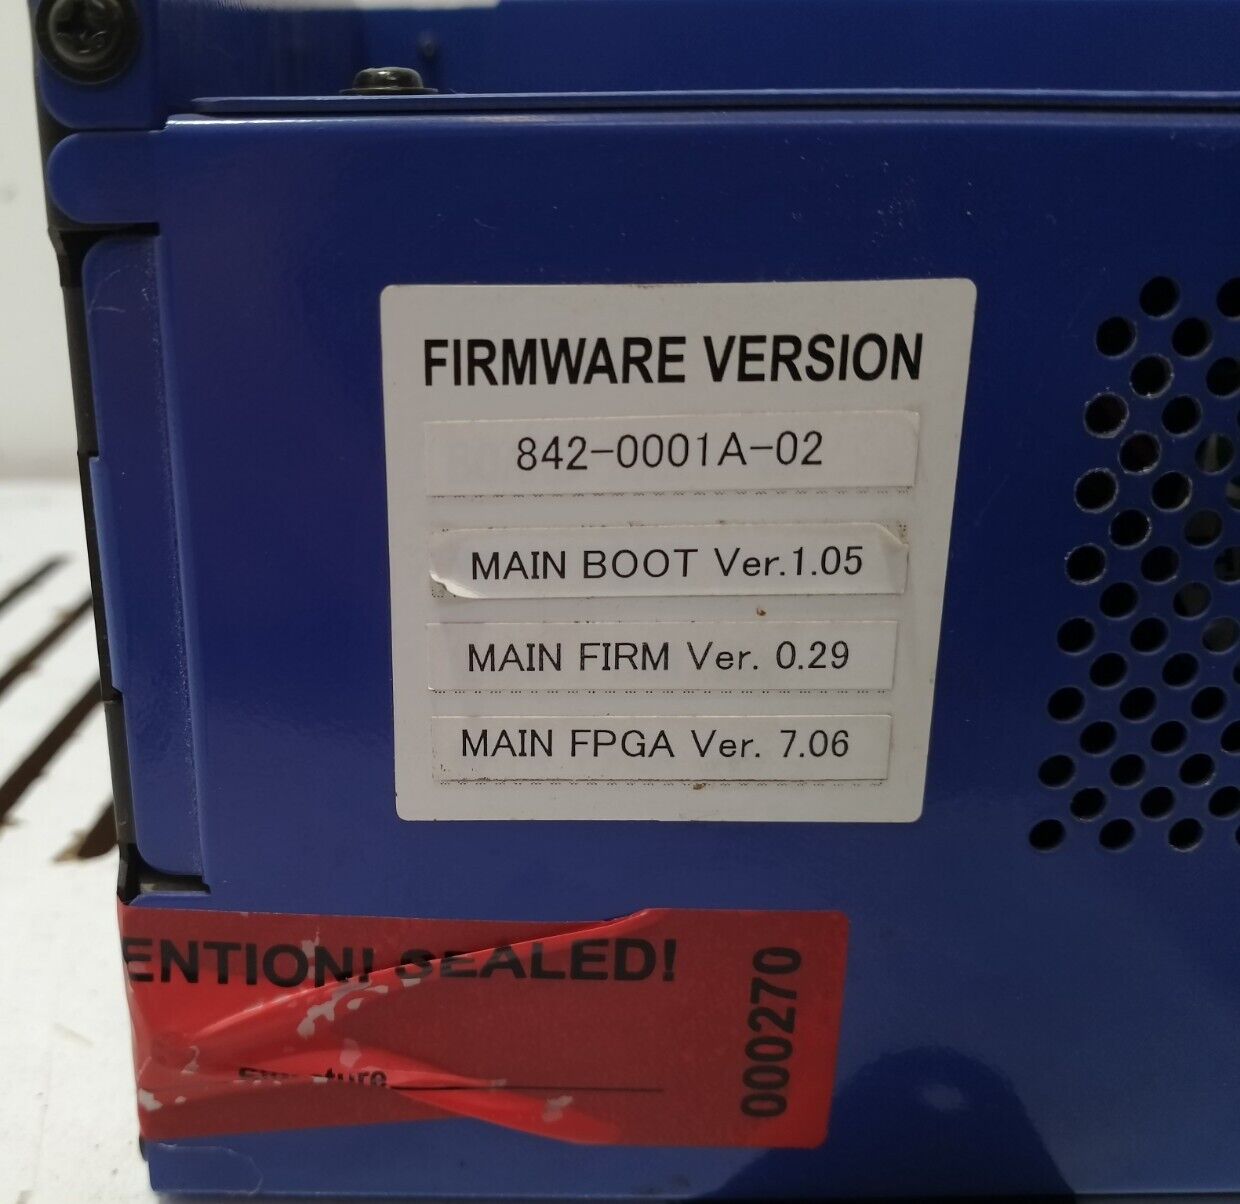 FIRMWARE VERSION
842-0001A-02
MAIN BOOT Ver.1.05
MAIN FIRM Ver. 0.29
MAIN FPGA Ver. 7.06
ENTION! SEALED!
000270